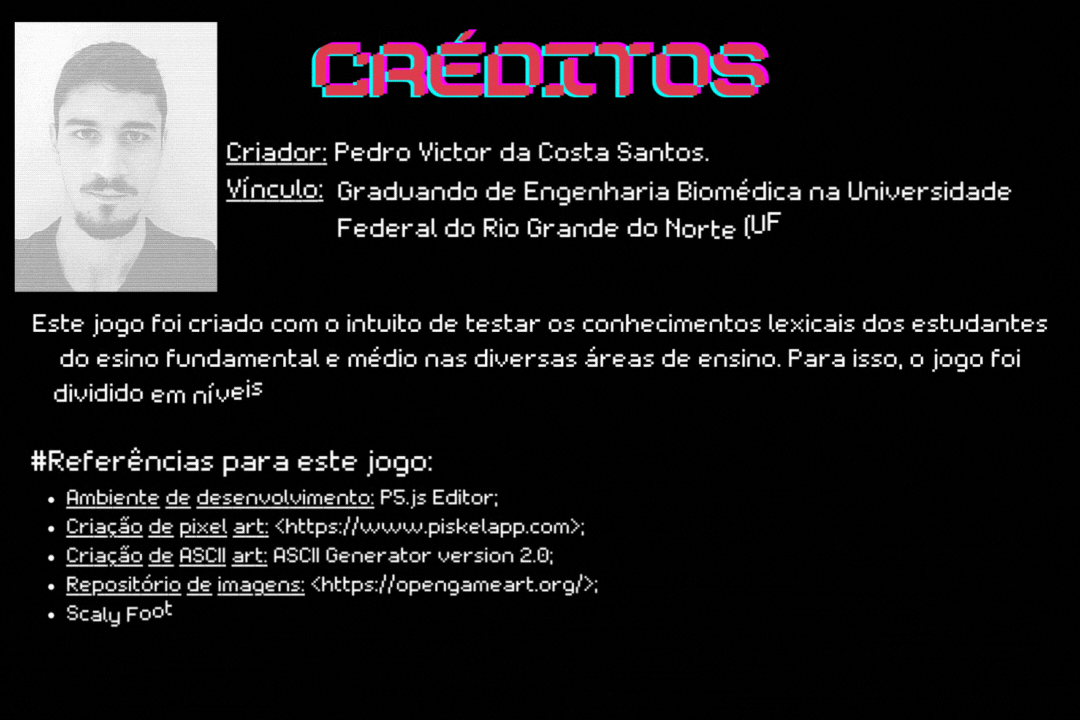 CRÉDITOS
Criador: Pedro Victor da Costa Santos.
Vínculo: Graduando de Engenharia Biomédica na Universidade
Federal do Rio Grande do Norte (UF
Este jogo foi criado com o intuito de testar os conhecimentos lexicais dos estudantes
do esino fundamental e médio nas diversas áreas de ensino. Para isso, o jogo foi
dividido em níveis
#Referências para este jogo:
• Ambiente de desenvolvimento: P5.js Editor;
• Criação de pixel art: <https://www.piskelapp.com>;
• Criação de ASCII art: ASCII Generator version 2.0;
• Repositório de imagens: <https://opengameart.org/>;
• Scaly Foot